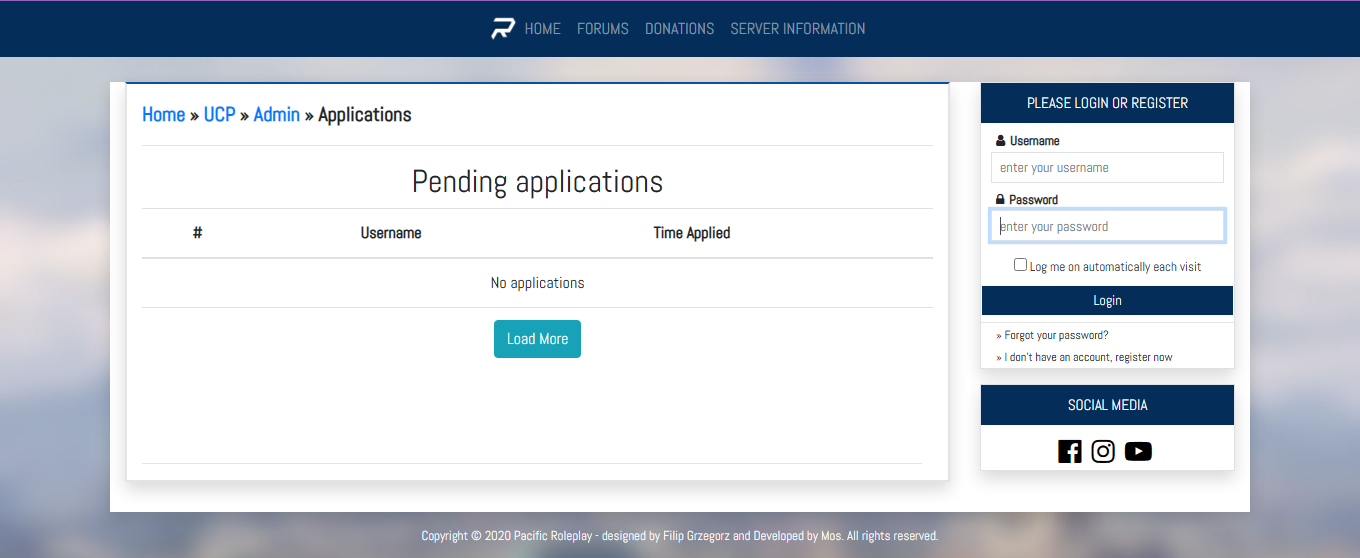 HOME FORUMS DONATIONS SERVER INFORMATION
Home » UCP » Admin » Applications
Pending applications
# Username Time Applied
No applications
Load More
PLEASE LOGIN OR REGISTER
Username
enter your username
Password
enter your password
Log me on automatically each visit
Login
» Forgot your password?
» I don't have an account, register now
SOCIAL MEDIA
Copyright © 2020 Pacific Roleplay - designed by Filip Grzegorz and Developed by Mos. All rights reserved.